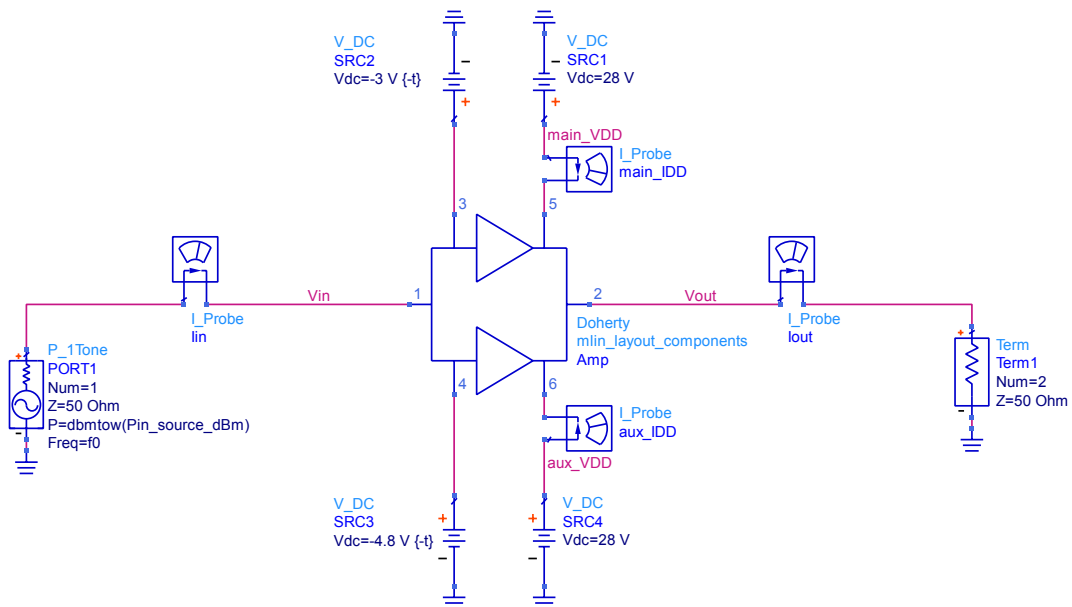 V_DC
SRC2
Vdc=-3 V {-t}
−
+
V_DC
SRC1
Vdc=28 V
−
+
main_VDD
I_Probe
main_IDD
3
5
I_Probe
Iin
Vin
1
2
Vout
I_Probe
Iout
Doherty
mlin_layout_components
Amp
+
P_1Tone
PORT1
Num=1
Z=50 Ohm
P=dbmtow(Pin_source_dBm)
Freq=f0
-
+
Term
Term1
Num=2
Z=50 Ohm
-
4
6
I_Probe
aux_IDD
aux_VDD
V_DC
SRC3
Vdc=-4.8 V {-t}
+
−
V_DC
SRC4
Vdc=28 V
+
−